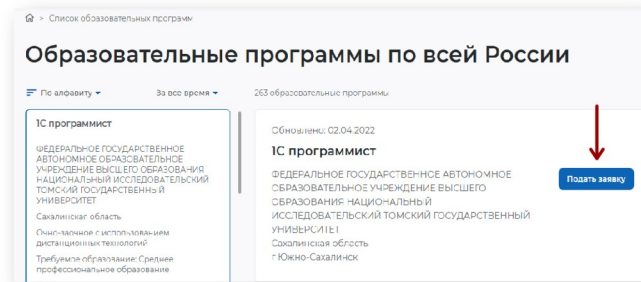 > Список образовательных программ
Образовательные программы по всей России
По алфавиту
За все время
263 образовательные программы
1С программист
ФЕДЕРАЛЬНОЕ ГОСУДАРСТВЕННОЕ
АВТОНОМНОЕ ОБРАЗОВАТЕЛЬНОЕ
УЧРЕЖДЕНИЕ ВЫСШЕГО ОБРАЗОВАНИЯ
НАЦИОНАЛЬНЫЙ ИССЛЕДОВАТЕЛЬСКИЙ
ТОМСКИЙ ГОСУДАРСТВЕННЫЙ
УНИВЕРСИТЕТ
Сахалинская область
Очно-заочное с использованием
дистанционных технологий
Требуемое образование: Среднее
профессиональное образование
Обновлено: 02.04.2022
1С программист
ФЕДЕРАЛЬНОЕ ГОСУДАРСТВЕННОЕ АВТОНОМНОЕ
ОБРАЗОВАТЕЛЬНОЕ УЧРЕЖДЕНИЕ ВЫСШЕГО
ОБРАЗОВАНИЯ НАЦИОНАЛЬНЫЙ
ИССЛЕДОВАТЕЛЬСКИЙ ТОМСКИЙ ГОСУДАРСТВЕННЫЙ
УНИВЕРСИТЕТ
Сахалинская область
г Южно-Сахалинск
Подать заявку